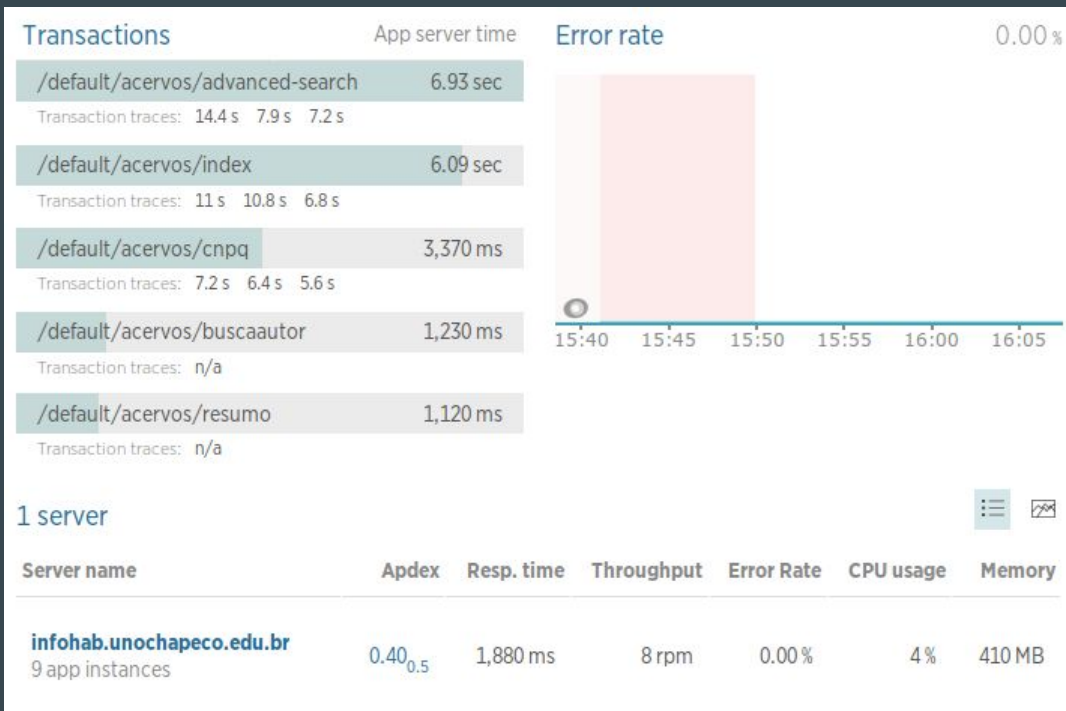 Transactions App server time
/default/acervos/advanced-search 6.93 sec
Transaction traces: 14.4 s 7.9 s 7.2 s
/default/acervos/index 6.09 sec
Transaction traces: 11 s 10.8 s 6.8 s
/default/acervos/cnpq 3,370 ms
Transaction traces: 7.2 s 6.4 s 5.6 s
/default/acervos/buscaautor 1,230 ms
Transaction traces: n/a
/default/acervos/resumo 1,120 ms
Transaction traces: n/a
Error rate 0.00 %
15:40 15:45 15:50 15:55 16:00 16:05
1 server
Server name Apdex Resp. time Throughput Error Rate CPU usage Memory
infohab.unochapeco.edu.br 0.40 0.5 1,880 ms 8 rpm 0.00 % 4 % 410 MB
9 app instances